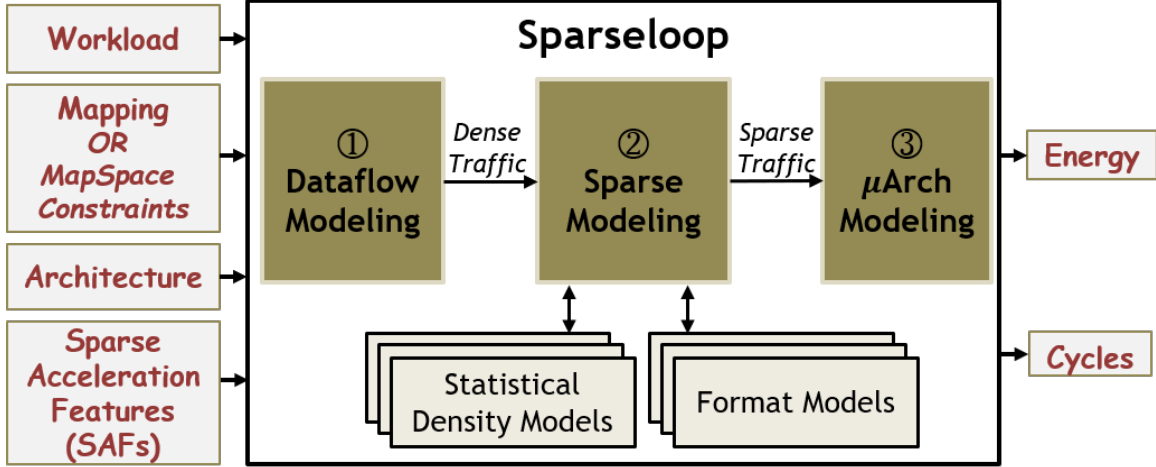 Sparseloop
Workload
Mapping
OR
MapSpace
Constraints
Architecture
Sparse
Acceleration
Features
(SAFs)
①
Dataflow
Modeling
Dense
Traffic
②
Sparse
Modeling
Sparse
Traffic
③
μArch
Modeling
Statistical
Density Models
Format Models
Energy
Cycles